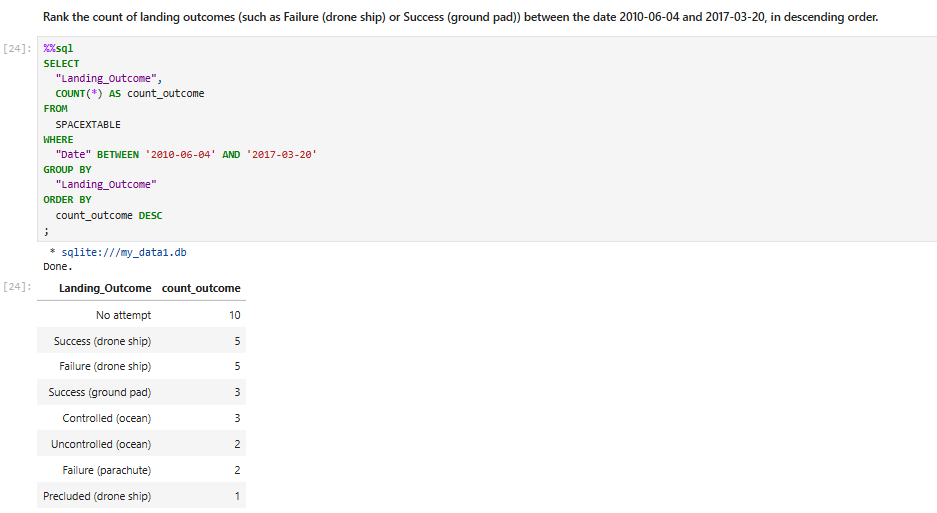 Rank the count of landing outcomes (such as Failure (drone ship) or Success (ground pad)) between the date 2010-06-04 and 2017-03-20, in descending order.
[24]: %%sql
SELECT
"Landing_Outcome",
COUNT(*) AS count_outcome
FROM
SPACEXTABLE
WHERE
"Date" BETWEEN '2010-06-04' AND '2017-03-20'
GROUP BY
"Landing_Outcome"
ORDER BY
count_outcome DESC
;
* sqlite:///my_data1.db
Done.
[24]: Landing_Outcome count_outcome
No attempt 10
Success (drone ship) 5
Failure (drone ship) 5
Success (ground pad) 3
Controlled (ocean) 3
Uncontrolled (ocean) 2
Failure (parachute) 2
Precluded (drone ship) 1